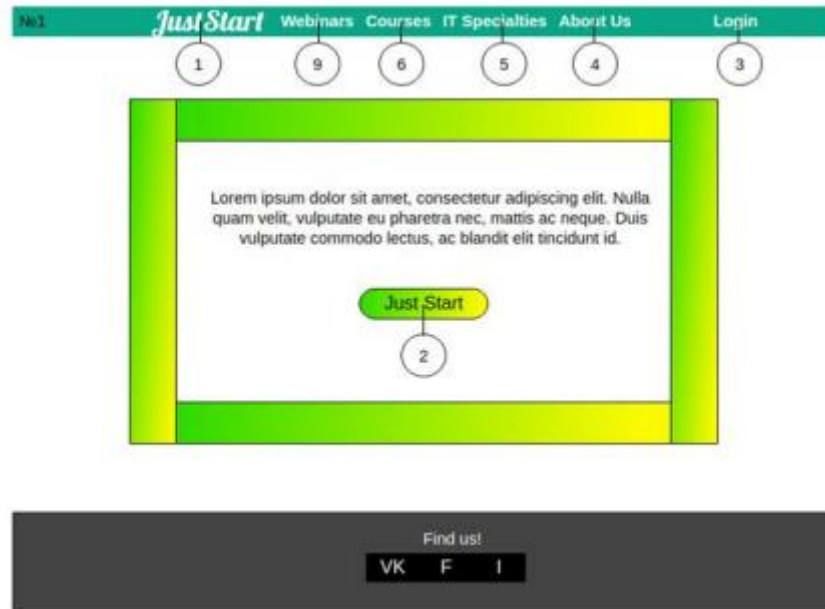 №1 JustStart Webinars Courses IT Specialties About Us Login
1 9 6 5 4 3
Lorem ipsum dolor sit amet, consectetur adipiscing elit. Nulla
quam velit, vulputate eu pharetra nec, mattis ac neque. Duis
vulputate commodo lectus, ac blandit elit tincidunt id.
Just Start
2
Find us!
VK F I